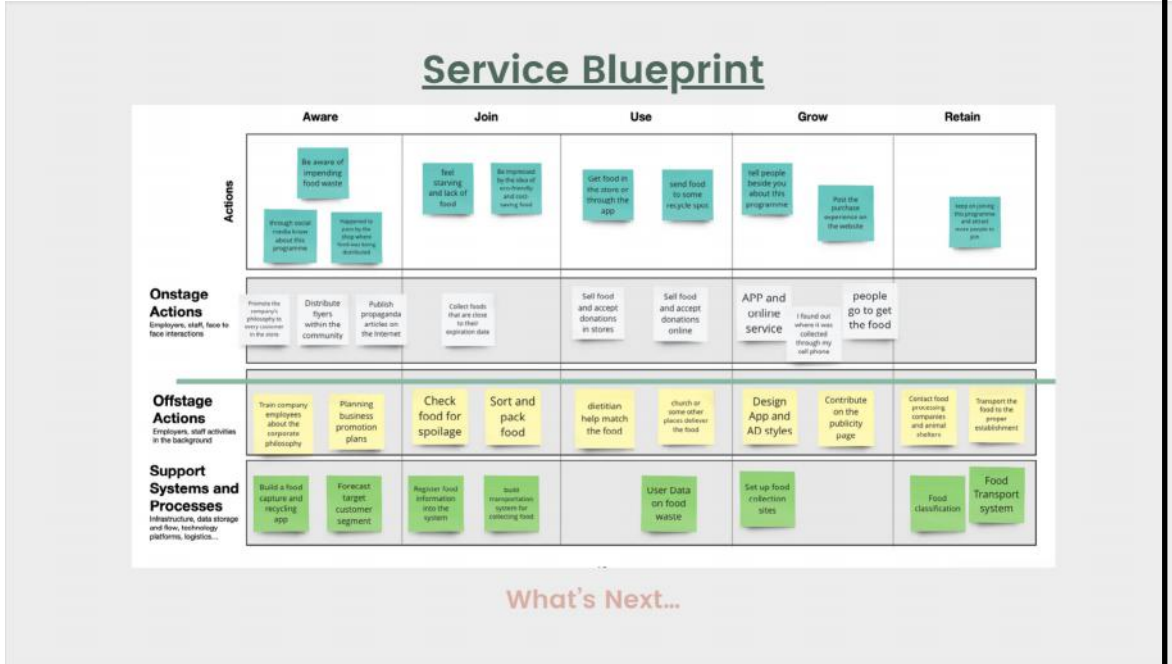 Service Blueprint
Aware
Join
Use
Grow
Retain
Actions
Be aware of
impending
food waste
through social
media know
about this
programme
Happened to
pass by the
shop where
food was being
distributed
feel
starving
and lack of
food
Be impressed
by the idea of
eco-friendly
and cost-
saving food
Get food in
the store or
through the
app
send food
to some
recycle spot
tell people
beside you
about this
programme
Post the
purchase
experience on
the website
keep on joining
this programme
and attract
more people to
join
Onstage
Actions
Employers, staff, face to
face interactions
Promote the
company's
philosophy to
every customer
in the store
Distribute
flyers
within the
community
Publish
propaganda
articles on
the Internet
Collect foods
that are close
to their
expiration date
Sell food
and accept
donations
in stores
Sell food
and accept
donations
online
APP and
online
service
I found out
where it was
collected
through my
cell phone
people
go to get
the food
Offstage
Actions
Employers, staff activities
in the background
Train company
employees
about the
corporate
philosophy
Planning
business
promotion
plans
Check
food for
spoilage
Sort and
pack
food
dietitian
help match
the food
church or
some other
places deliever
the food
Design
App and
AD styles
Contribute
on the
publicity
page
Contact food
processing
companies
and animal
shelters
Transport the
food to the
proper
establishment
Support
Systems and
Processes
Infrastructure, data storage
and flow, technology
platforms, logistics...
Build a food
capture and
recycling
app
Forecast
target
customer
segment
Register food
information
into the
system
build
transportation
system for
collecting food
User Data
on food
waste
Set up food
collection
sites
Food
classification
Food
Transport
system
What's Next...